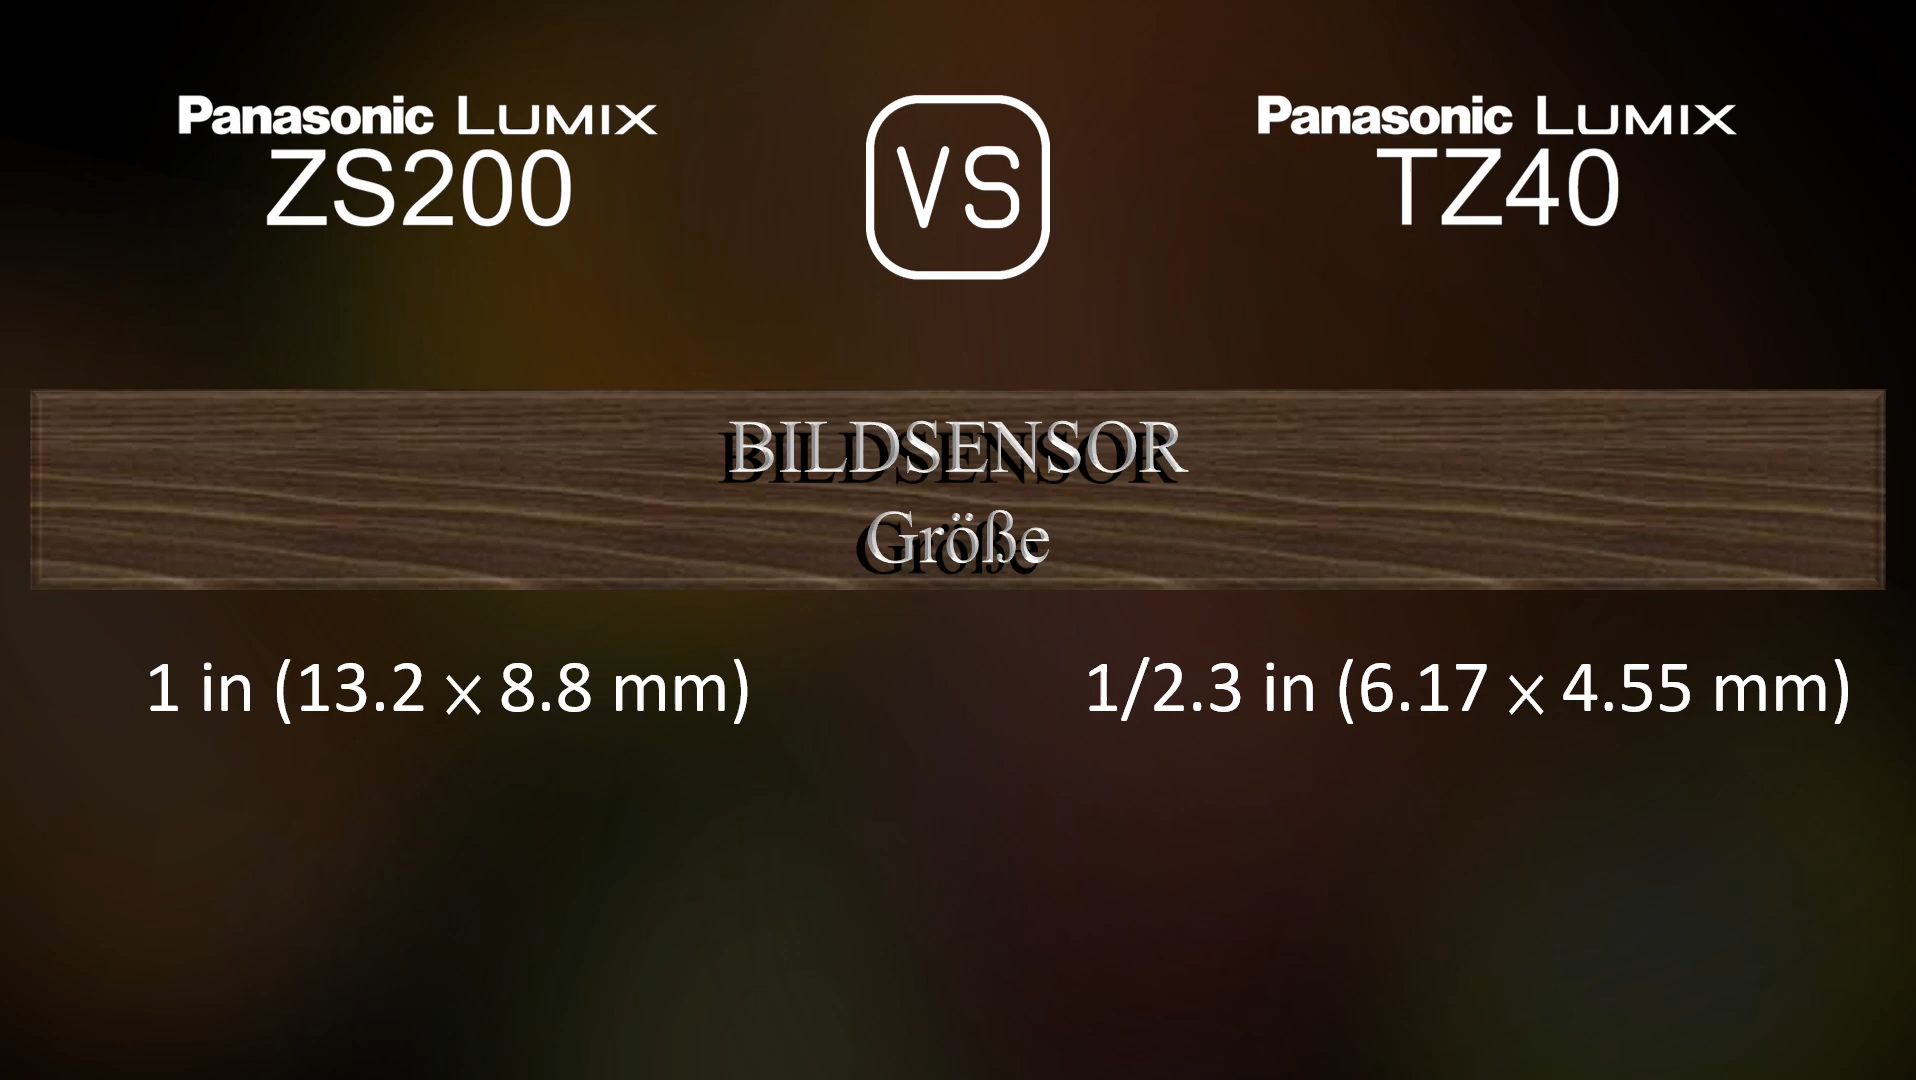 Panasonic LUMIX
ZS200
VS
Panasonic LUMIX
TZ40
BILDSENSOR
Größe
1 in (13.2 x 8.8 mm)
1/2.3 in (6.17 x 4.55 mm)